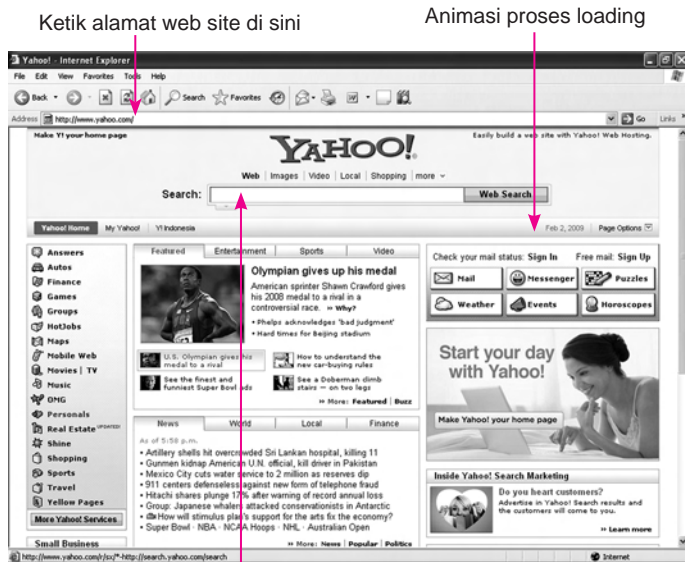 Ketik alamat web site di sini
Animasi proses loading
Yahoo! - Internet Explorer
File Edit View Favorites Tools Help
Back Search Favorites
Address http://www.yahoo.com/ Go Links
Make Y! your home page
Easily build a web site with Yahoo! Web Hosting.
YAHOO!
Web | Images | Video | Local | Shopping | more
Search: Web Search
Yahoo! Home My Yahoo! Y! Indonesia Feb 2, 2009 | Page Options
Answers
Autos
Finance
Games
Groups
HotJobs
Maps
Mobile Web
Movies | TV
Music
OMG
Personals
Real Estate UPDATED!
Shine
Shopping
Sports
Travel
Yellow Pages
More Yahoo! Services
Small Business
Featured Entertainment Sports Video
Olympian gives up his medal
American sprinter Shawn Crawford gives
his 2008 medal to a rival in a
controversial race. » Why?
• Phelps acknowledges 'bad judgment'
• Hard times for Beijing stadium
U.S. Olympian gives his
medal to a rival
How to understand the
new car-buying rules
See the finest and
funniest Super Bowl ads
See a Doberman climb
stairs — on two legs
» More: Featured | Buzz
News World Local Finance
As of 5:58 p.m.
• Artillery shells hit overcrowded Sri Lankan hospital, killing 11
• Gunmen kidnap American U.N. official, kill driver in Pakistan
• Mexico City cuts water service to 2 million as reserves dip
• 911 centers defenseless against new form of telephone fraud
• Hitachi shares plunge 17% after warning of record annual loss
• Group: Japanese whalers attacked conservationists in Antarctic
• How will stimulus plan's support for the arts fix the economy?
• Super Bowl · NBA · NCAA Hoops · NHL · Australian Open
» More: News | Popular | Politics
Check your mail status: Sign In Free mail: Sign Up
Mail Messenger Puzzles
Weather Events Horoscopes
Start your day
with Yahoo!
Make Yahoo! your home page
Inside Yahoo! Search Marketing
Do you heart customers?
Advertise in Yahoo! Search results and
the customers will come to you.
» Learn more
http://www.yahoo.com/r/sx/*-http://search.yahoo.com/search Internet